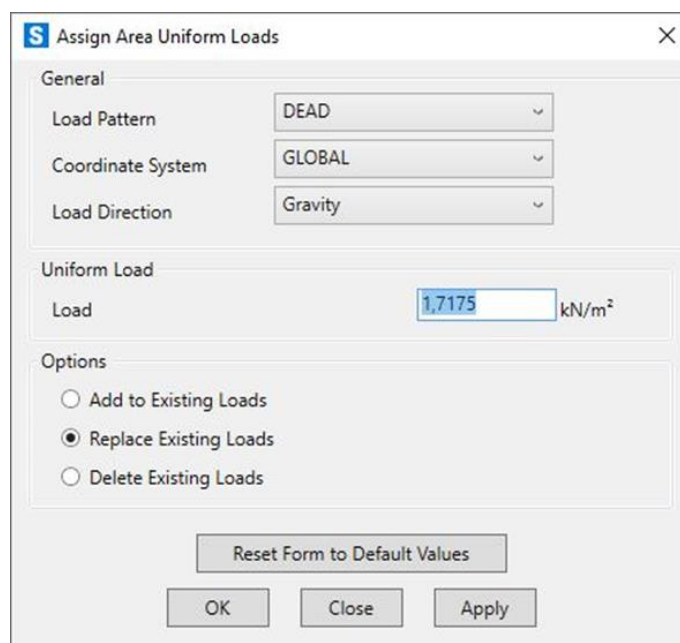 S Assign Area Uniform Loads
General
Load Pattern DEAD
Coordinate System GLOBAL
Load Direction Gravity
Uniform Load
Load 1,7175 kN/m²
Options
Add to Existing Loads
Replace Existing Loads
Delete Existing Loads
Reset Form to Default Values
OK Close Apply